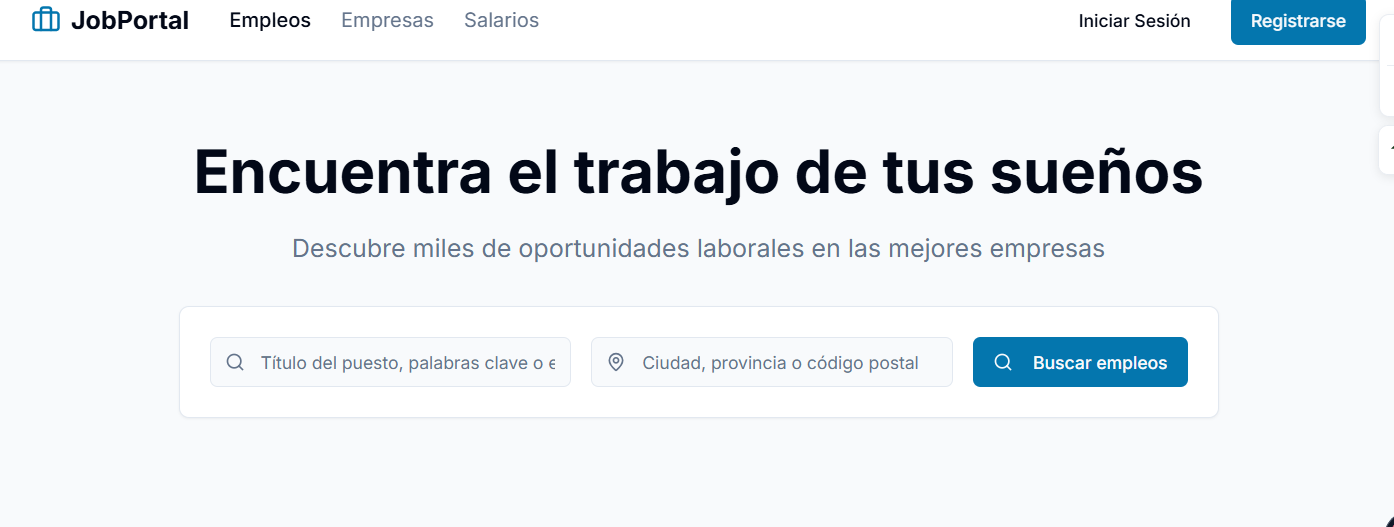 JobPortal Empleos Empresas Salarios Iniciar Sesión Registrarse
Encuentra el trabajo de tus sueños
Descubre miles de oportunidades laborales en las mejores empresas
Título del puesto, palabras clave o Ciudad, provincia o código postal Buscar empleos